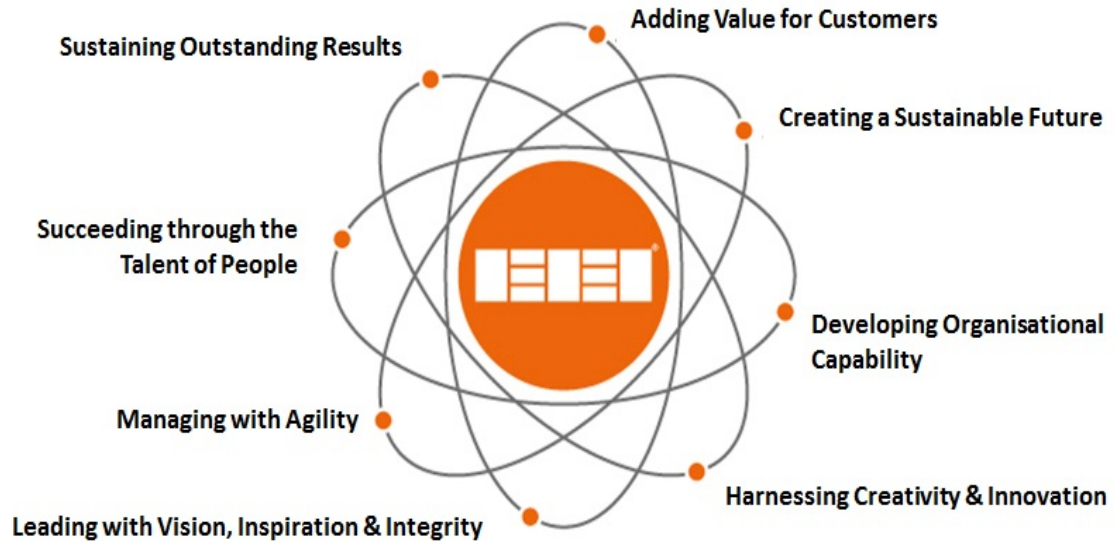 Adding Value for Customers
Creating a Sustainable Future
Developing Organisational
Capability
Harnessing Creativity & Innovation
Leading with Vision, Inspiration & Integrity
Managing with Agility
Succeeding through the
Talent of People
Sustaining Outstanding Results
®